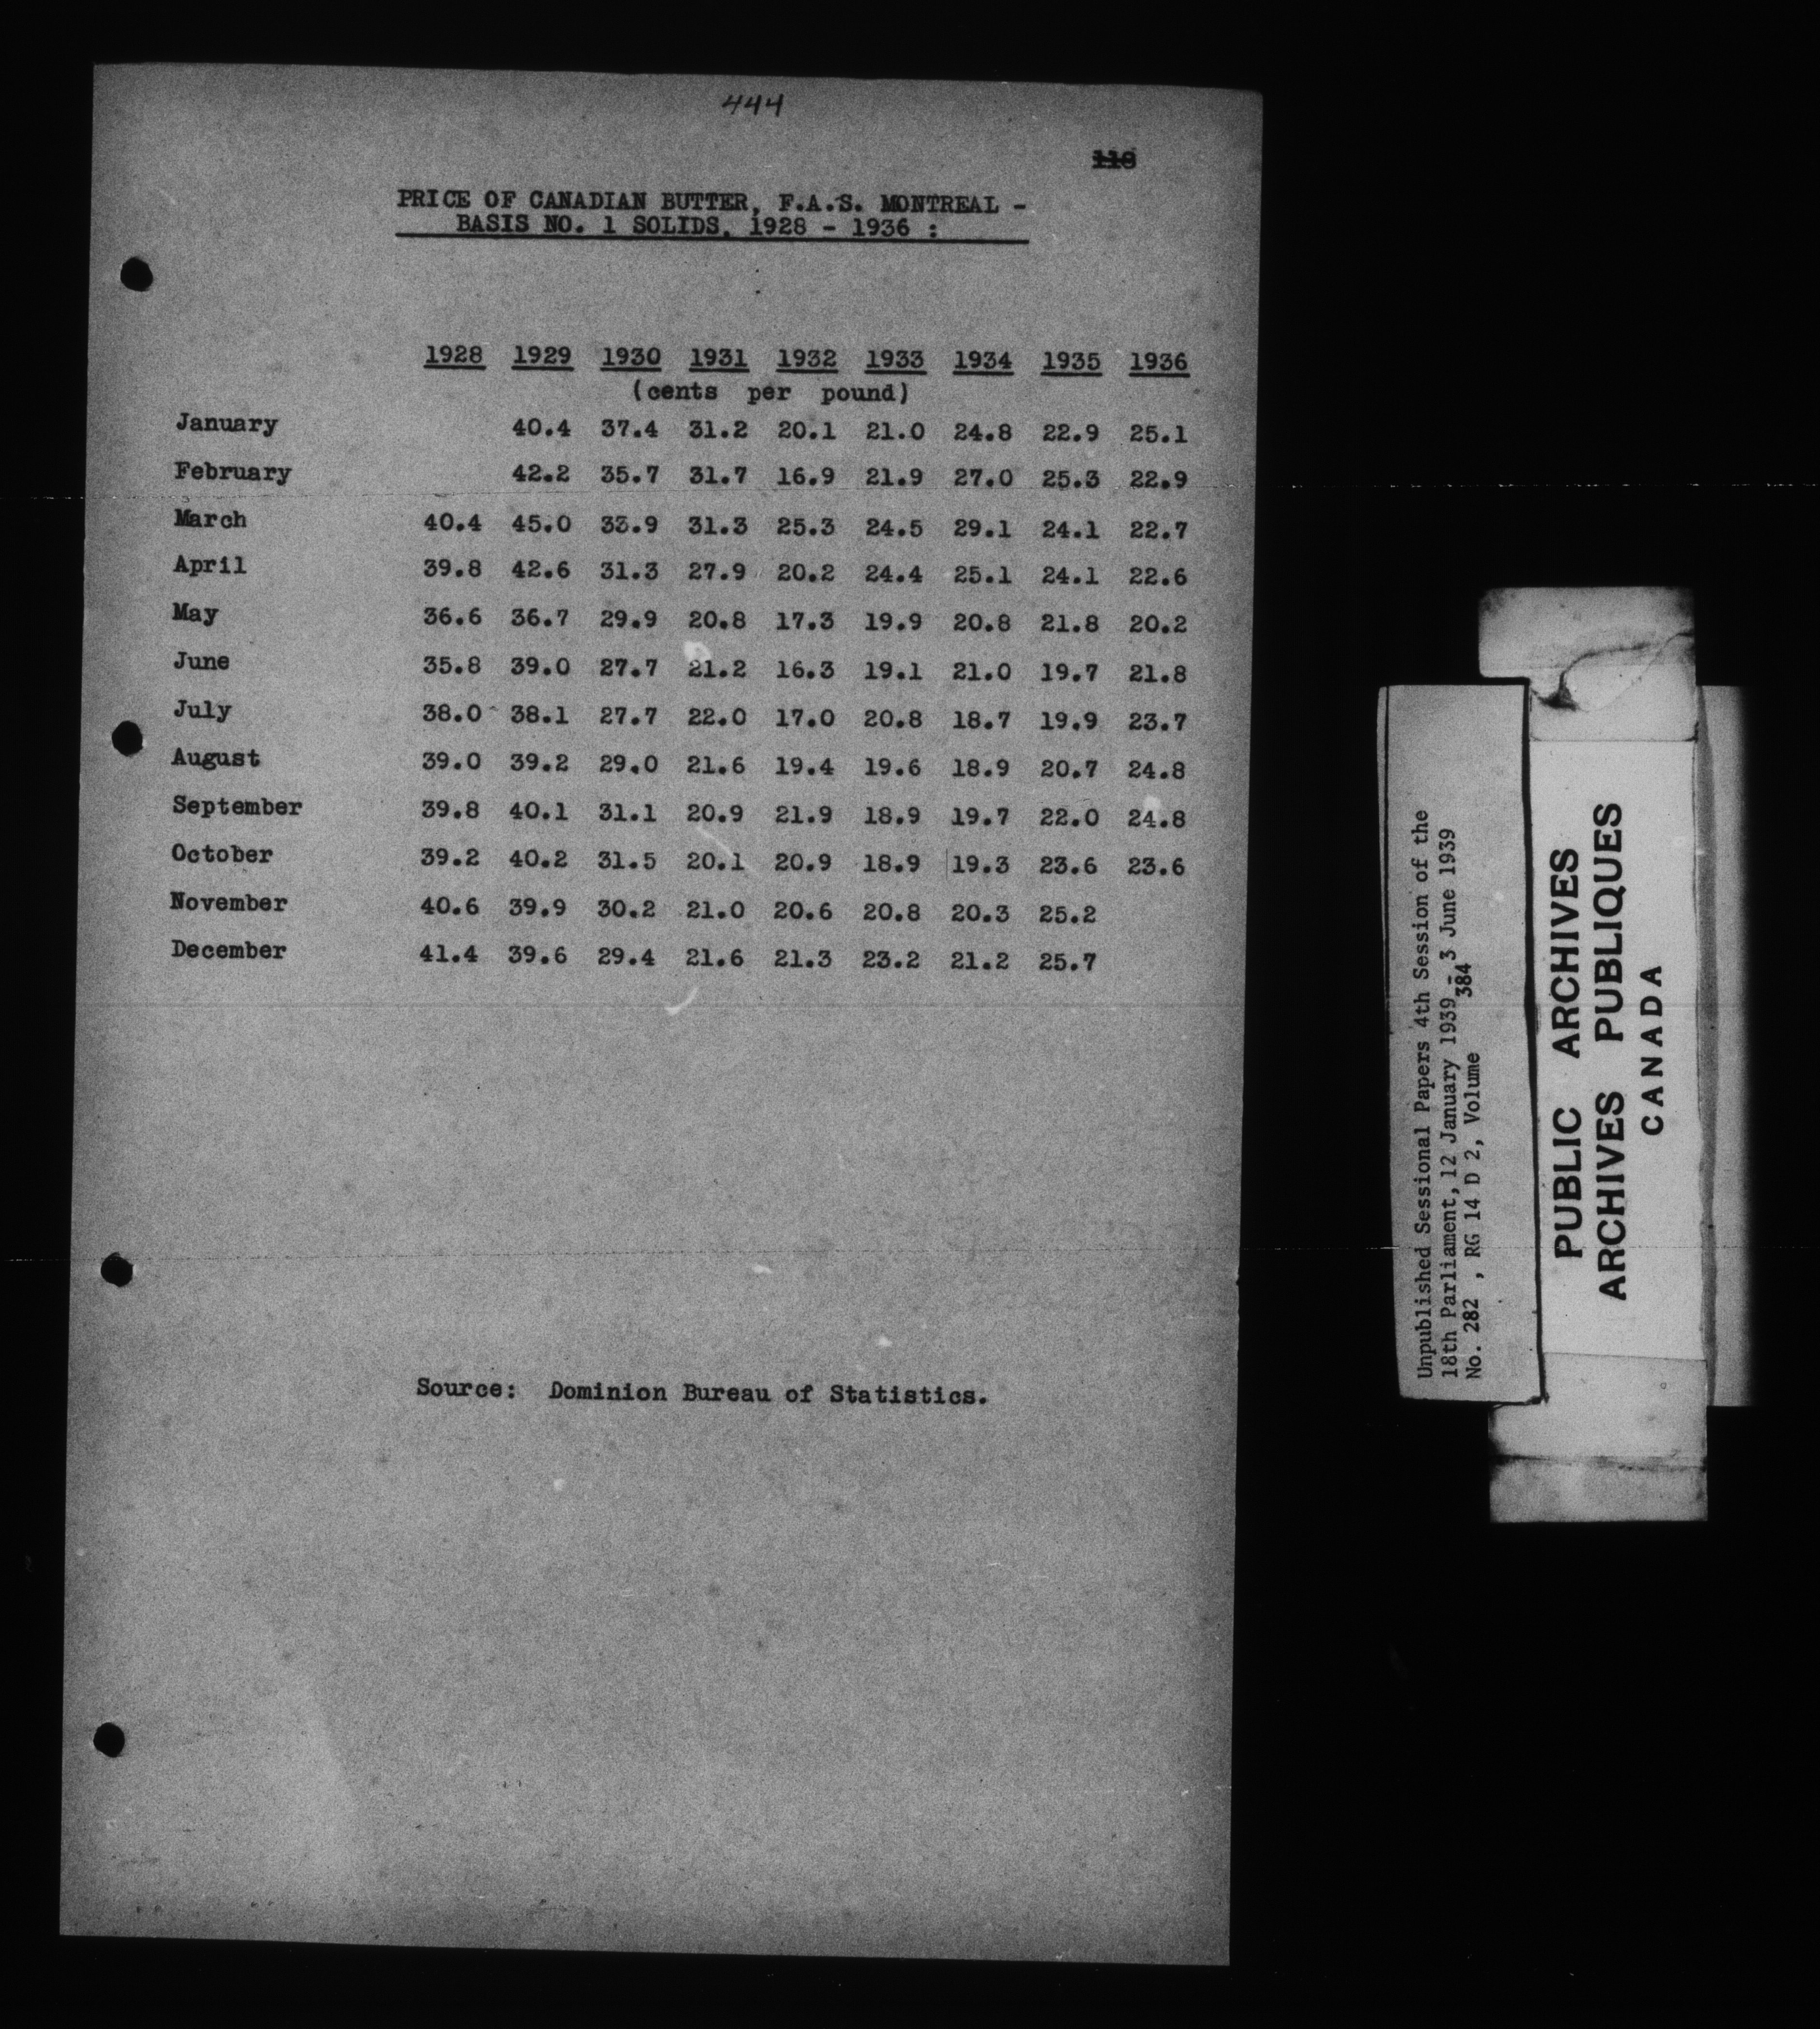 444
118
PRICE OF CANADIAN BUTTER, F.A.S. MONTREAL -
BASIS NO. 1 SOLIDS, 1928 - 1936 :
1928 1929 1930 1931 1932 1933 1934 1935 1936
(cents per pound)
January 40.4 37.4 31.2 20.1 21.0 24.8 22.9 25.1
February 42.2 35.7 31.7 16.9 21.9 27.0 25.3 22.9
March 40.4 45.0 33.9 31.3 25.3 24.5 29.1 24.1 22.7
April 39.8 42.6 31.3 27.9 20.2 24.4 25.1 24.1 22.6
May 36.6 36.7 29.9 20.8 17.3 19.9 20.8 21.8 20.2
June 35.8 39.0 27.7 21.2 16.3 19.1 21.0 19.7 21.8
July 38.0 38.1 27.7 22.0 17.0 20.8 18.7 19.9 23.7
August 39.0 39.2 29.0 21.6 19.4 19.6 18.9 20.7 24.8
September 39.8 40.1 31.1 20.9 21.9 18.9 19.7 22.0 24.8
October 39.2 40.2 31.5 20.1 20.9 18.9 19.3 23.6 23.6
November 40.6 39.9 30.2 21.0 20.6 20.8 20.3 25.2
December 41.4 39.6 29.4 21.6 21.3 23.2 21.2 25.7
Source: Dominion Bureau of Statistics.
Unpublished Sessional Papers 4th Session of the
18th Parliament, 12 January 1939 - 3 June 1939
No. 282 , RG 14 D 2, Volume 384
PUBLIC ARCHIVES
ARCHIVES PUBLIQUES
CANADA